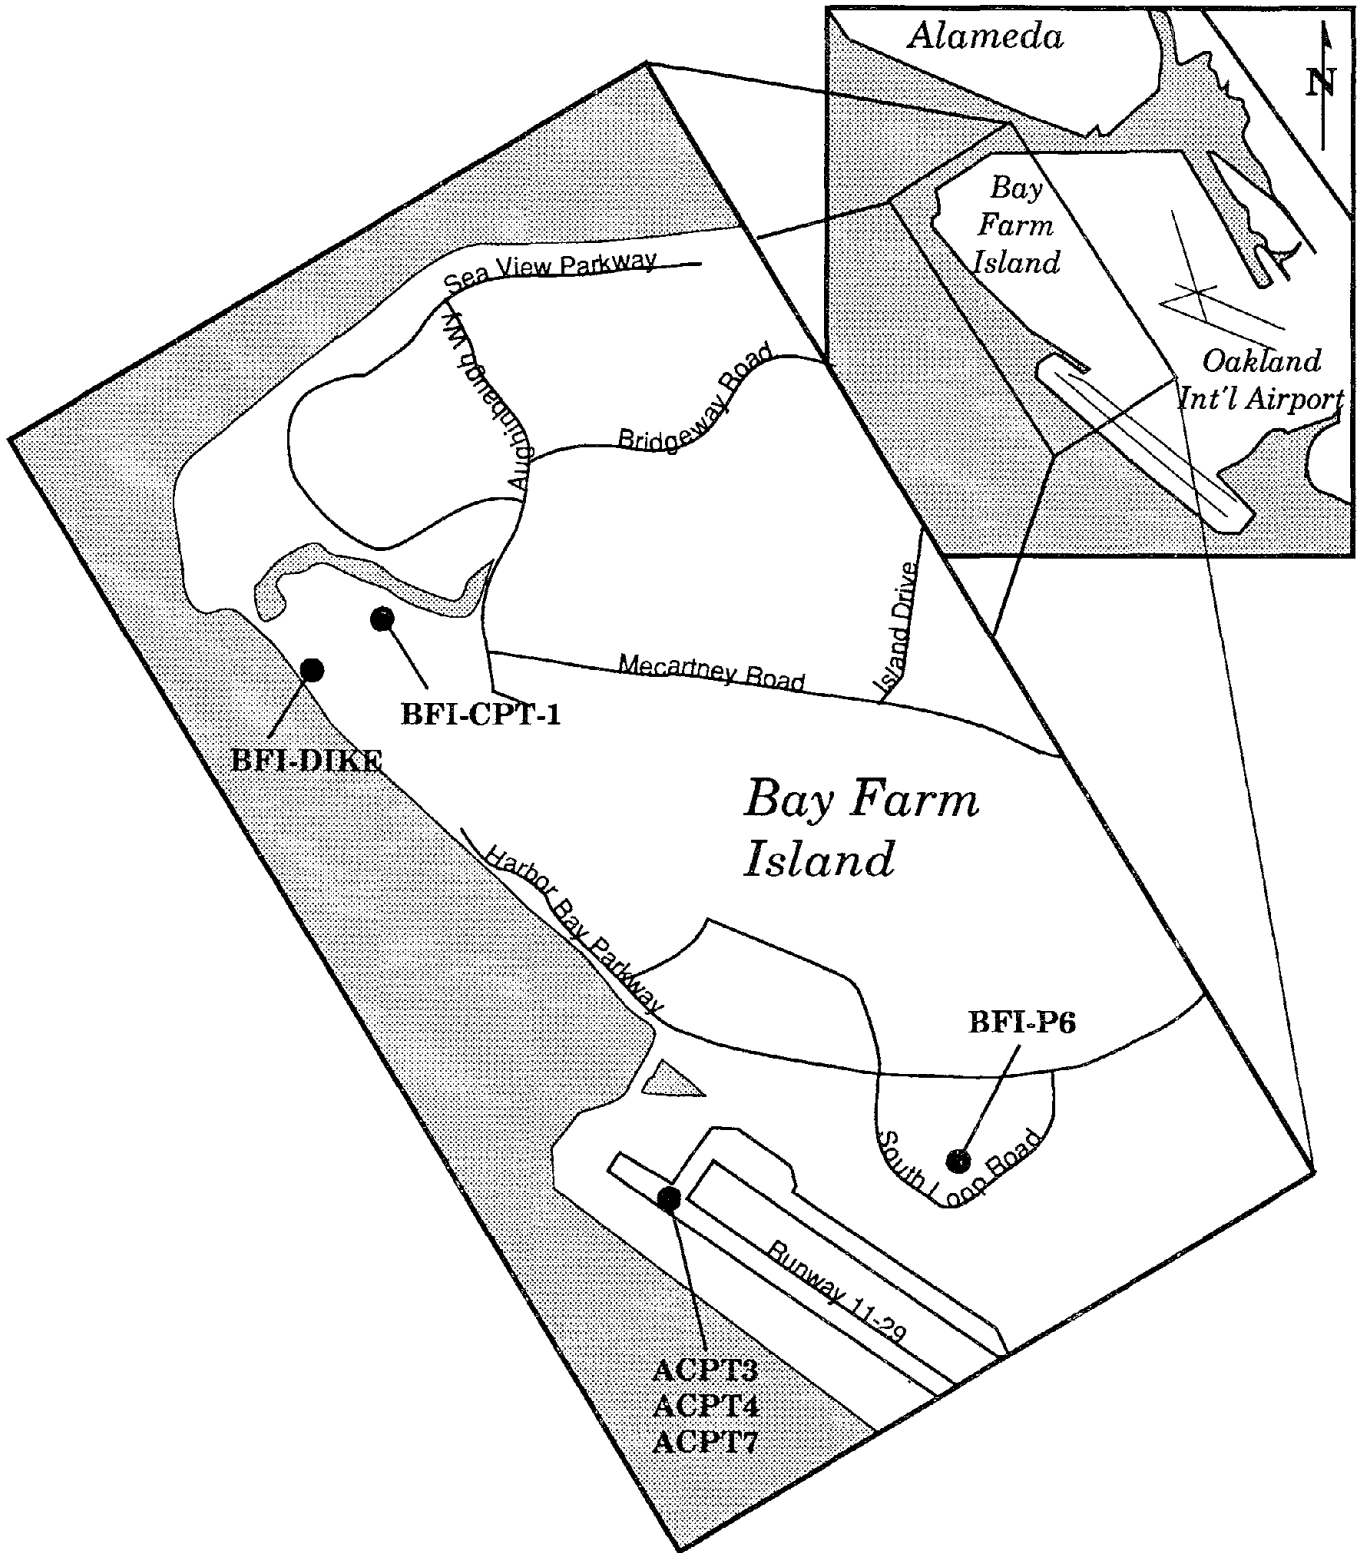 Alameda
N
Bay
Farm
Island
Oakland
Int'l Airport
Sea View Parkway
Aughinbaugh Wy
Bridgeway Road
Island Drive
Mecartney Road
BFI-CPT-1
BFI-DIKE
Bay Farm
Island
Harbor Bay Parkway
BFI-P6
South Loop Road
Runway 11-29
ACPT3
ACPT4
ACPT7